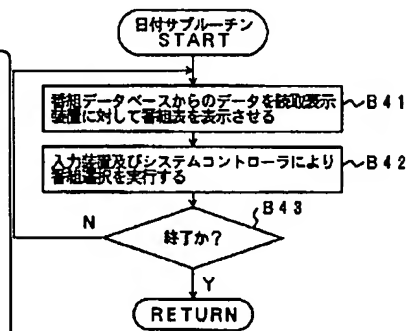 日付サブルーチン
START
番組データベースからのデータを読取表示
装置に対して番組表を表示させる
B41
入力装置及びシステムコントローラにより
番組選択を実行する
B42
B43
N
終了か？
Y
RETURN